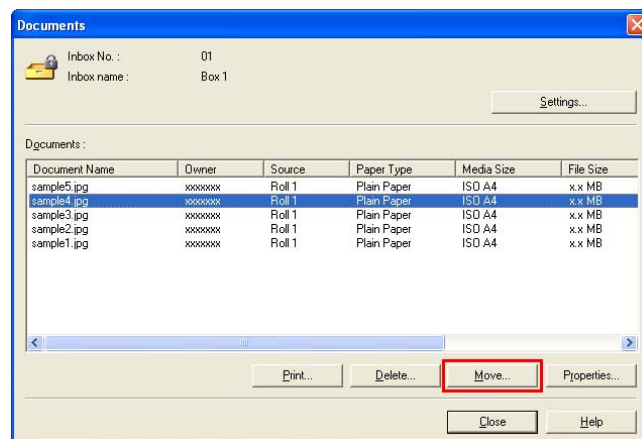 Documents
Inbox No. : 01
Inbox name : Box 1
Settings...
Documents :
Document Name Owner Source Paper Type Media Size File Size
sample5.jpg xxxxxxx Roll 1 Plain Paper ISO A4 x.x MB
sample4.jpg xxxxxxx Roll 1 Plain Paper ISO A4 x.x MB
sample3.jpg xxxxxxx Roll 1 Plain Paper ISO A4 x.x MB
sample2.jpg xxxxxxx Roll 1 Plain Paper ISO A4 x.x MB
sample1.jpg xxxxxxx Roll 1 Plain Paper ISO A4 x.x MB
Print... Delete... Move... Properties...
Close Help